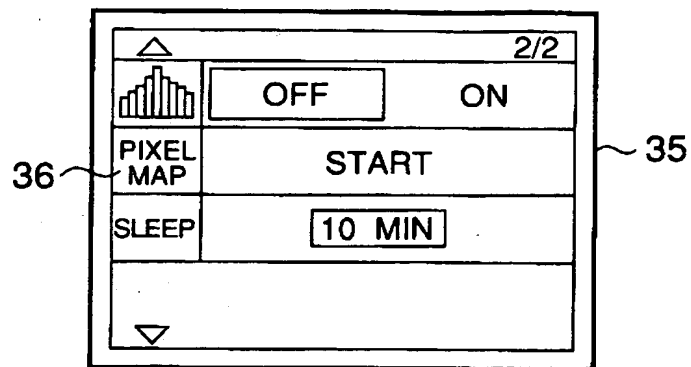 2/2
OFF ON
PIXEL
MAP START
36 35
SLEEP 10 MIN